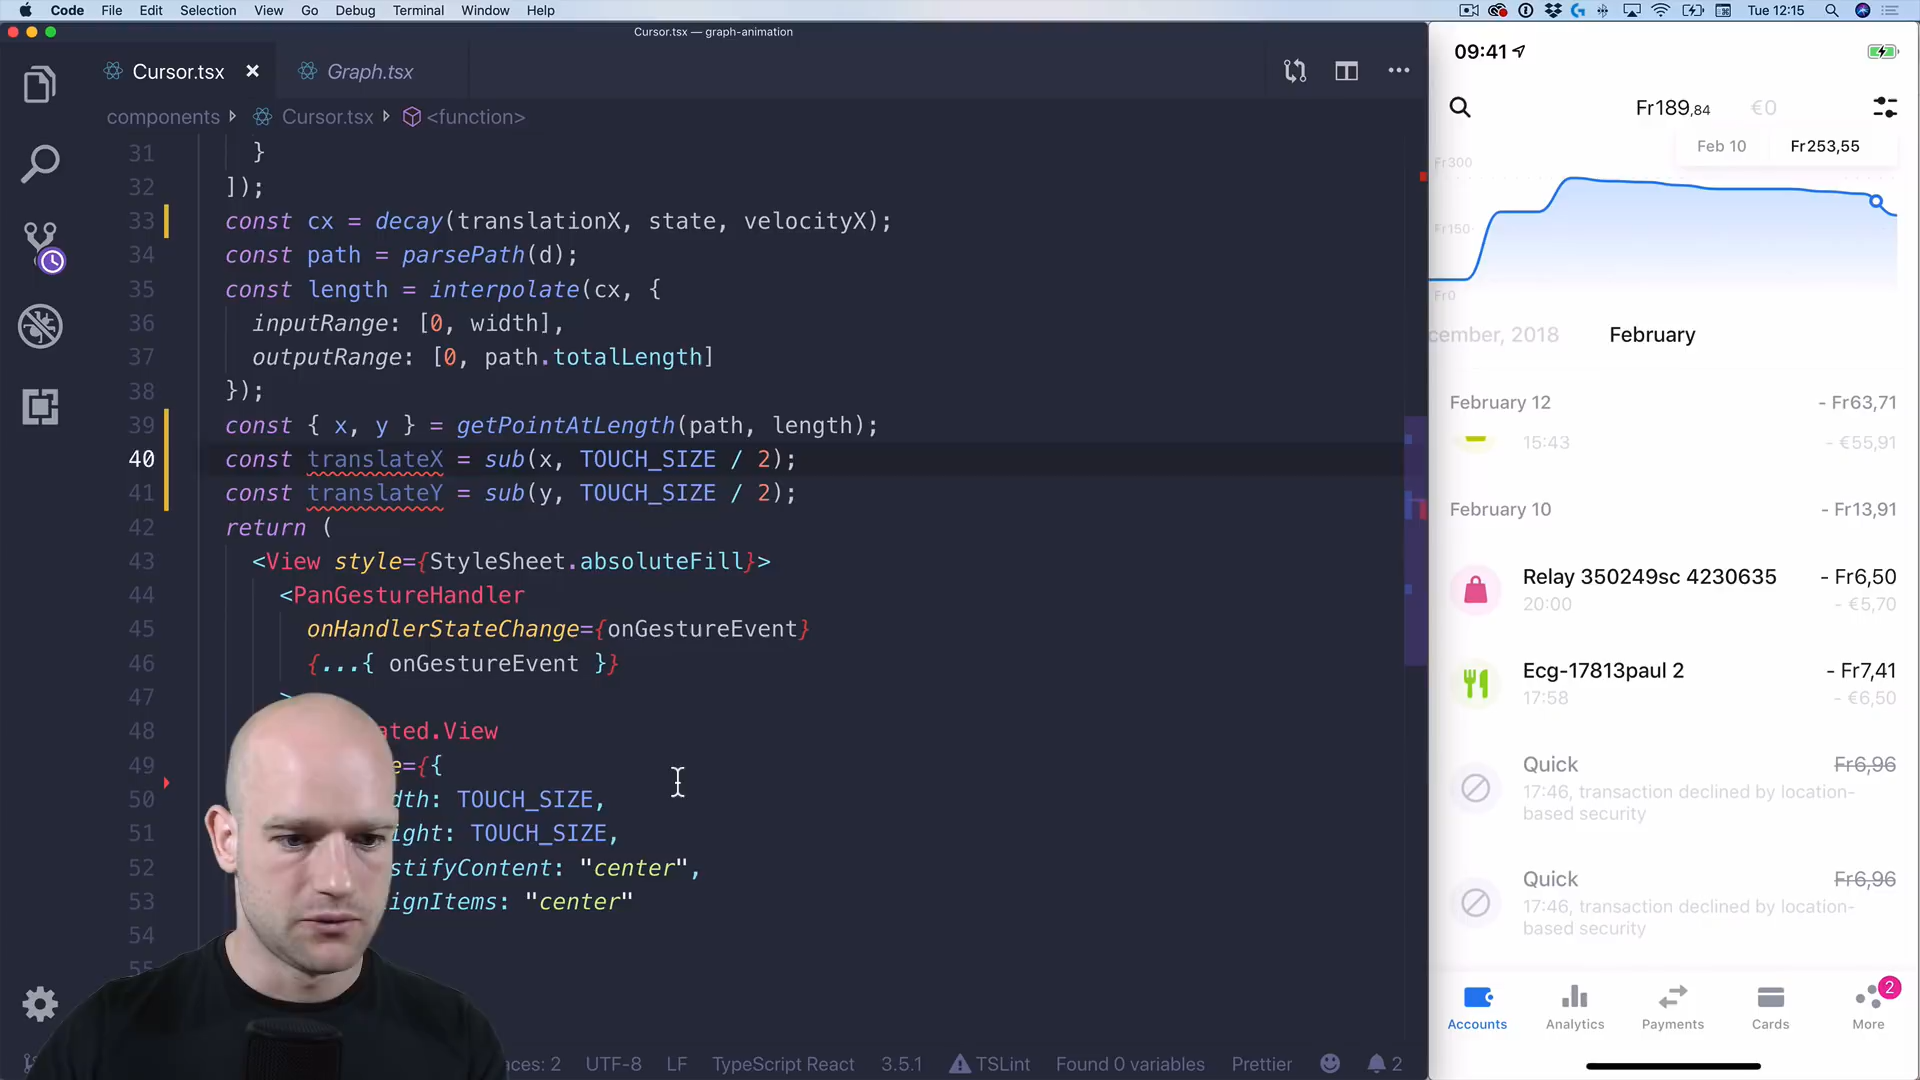 Code File Edit Selection View Go Debug Terminal Window Help
Tue 12:15
Cursor.tsx — graph-animation
Cursor.tsx
Graph.tsx
components Cursor.tsx <function>
31 }
32 ]);
33 const cx = decay(translationX, state, velocityX);
34 const path = parsePath(d);
35 const length = interpolate(cx, {
36 inputRange: [0, width],
37 outputRange: [0, path.totalLength]
38 });
39 const { x, y } = getPointAtLength(path, length);
40 const translateX = sub(x, TOUCH_SIZE / 2);
41 const translateY = sub(y, TOUCH_SIZE / 2);
42 return (
43 <View style={StyleSheet.absoluteFill}>
44 <PanGestureHandler
45 onHandlerStateChange={onGestureEvent}
46 {...{ onGestureEvent }}
47 >
48 ated.View
49 e={{
50 dth: TOUCH_SIZE,
51 ight: TOUCH_SIZE,
52 stifyContent: "center",
53 ignItems: "center"
54
55
aces: 2 UTF-8 LF TypeScript React 3.5.1 TSLint Found 0 variables Prettier 2
09:41
Fr189,84 €0
Feb 10 Fr253,55
Fr300
Fr150
Fr0
cember, 2018 February
February 12 - Fr63,71
15:43 - €55,91
February 10 - Fr13,91
Relay 350249sc 4230635 - Fr6,50
20:00 - €5,70
Ecg-17813paul 2 - Fr7,41
17:58 - €6,50
Quick Fr6,96
17:46, transaction declined by location-
based security
Quick Fr6,96
17:46, transaction declined by location-
based security
2
Accounts Analytics Payments Cards More